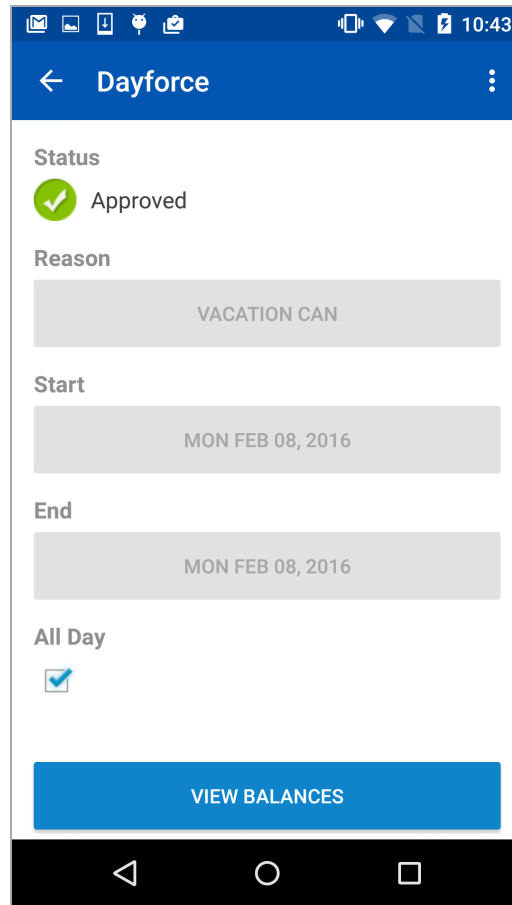 10:43
Dayforce
Status
Approved
Reason
VACATION CAN
Start
MON FEB 08, 2016
End
MON FEB 08, 2016
All Day
VIEW BALANCES